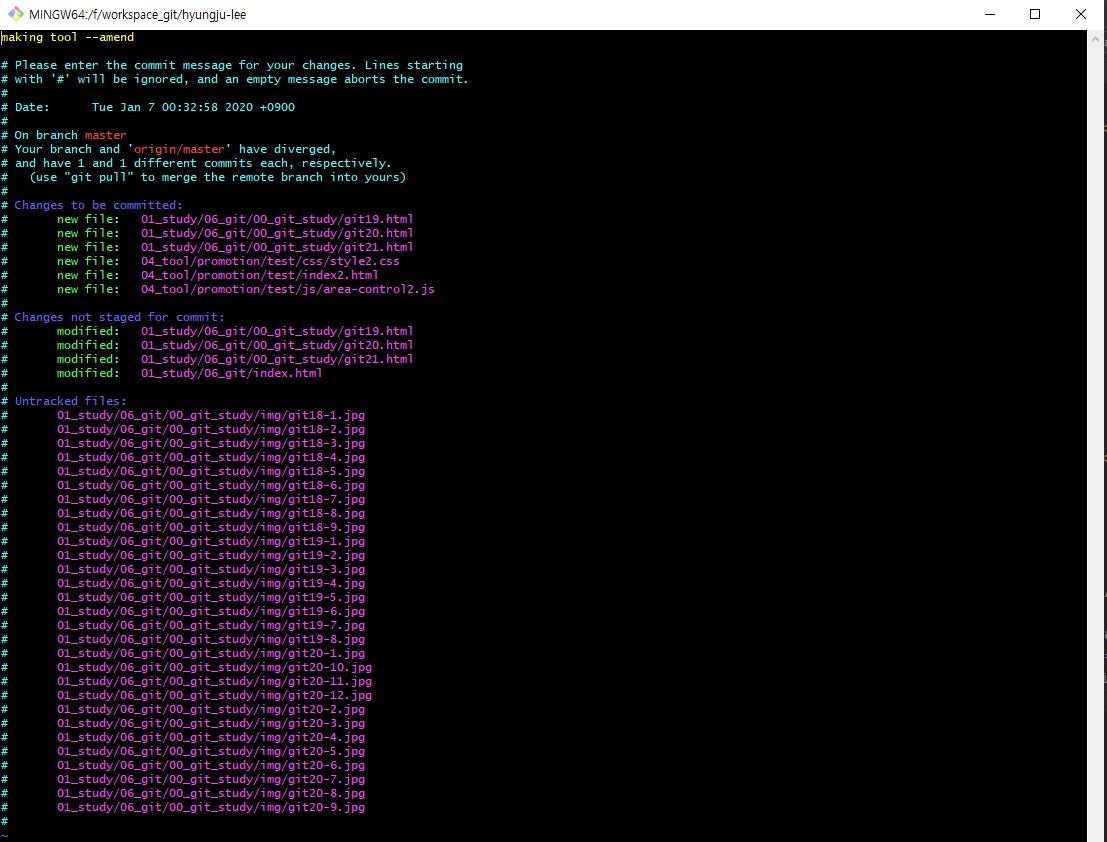 MINGW64:/f/workspace_git/hyungju-lee
making tool --amend
# Please enter the commit message for your changes. Lines starting
# with '#' will be ignored, and an empty message aborts the commit.
#
# Date:      Tue Jan 7 00:32:58 2020 +0900
#
# On branch master
# Your branch and 'origin/master' have diverged,
# and have 1 and 1 different commits each, respectively.
#   (use "git pull" to merge the remote branch into yours)
#
# Changes to be committed:
#       new file:   01_study/06_git/00_git_study/git19.html
#       new file:   01_study/06_git/00_git_study/git20.html
#       new file:   01_study/06_git/00_git_study/git21.html
#       new file:   04_tool/promotion/test/css/style2.css
#       new file:   04_tool/promotion/test/index2.html
#       new file:   04_tool/promotion/test/js/area-control2.js
#
# Changes not staged for commit:
#       modified:   01_study/06_git/00_git_study/git19.html
#       modified:   01_study/06_git/00_git_study/git20.html
#       modified:   01_study/06_git/00_git_study/git21.html
#       modified:   01_study/06_git/index.html
#
# Untracked files:
#       01_study/06_git/00_git_study/img/git18-1.jpg
#       01_study/06_git/00_git_study/img/git18-2.jpg
#       01_study/06_git/00_git_study/img/git18-3.jpg
#       01_study/06_git/00_git_study/img/git18-4.jpg
#       01_study/06_git/00_git_study/img/git18-5.jpg
#       01_study/06_git/00_git_study/img/git18-6.jpg
#       01_study/06_git/00_git_study/img/git18-7.jpg
#       01_study/06_git/00_git_study/img/git18-8.jpg
#       01_study/06_git/00_git_study/img/git18-9.jpg
#       01_study/06_git/00_git_study/img/git19-1.jpg
#       01_study/06_git/00_git_study/img/git19-2.jpg
#       01_study/06_git/00_git_study/img/git19-3.jpg
#       01_study/06_git/00_git_study/img/git19-4.jpg
#       01_study/06_git/00_git_study/img/git19-5.jpg
#       01_study/06_git/00_git_study/img/git19-6.jpg
#       01_study/06_git/00_git_study/img/git19-7.jpg
#       01_study/06_git/00_git_study/img/git19-8.jpg
#       01_study/06_git/00_git_study/img/git20-1.jpg
#       01_study/06_git/00_git_study/img/git20-10.jpg
#       01_study/06_git/00_git_study/img/git20-11.jpg
#       01_study/06_git/00_git_study/img/git20-12.jpg
#       01_study/06_git/00_git_study/img/git20-2.jpg
#       01_study/06_git/00_git_study/img/git20-3.jpg
#       01_study/06_git/00_git_study/img/git20-4.jpg
#       01_study/06_git/00_git_study/img/git20-5.jpg
#       01_study/06_git/00_git_study/img/git20-6.jpg
#       01_study/06_git/00_git_study/img/git20-7.jpg
#       01_study/06_git/00_git_study/img/git20-8.jpg
#       01_study/06_git/00_git_study/img/git20-9.jpg
#
~